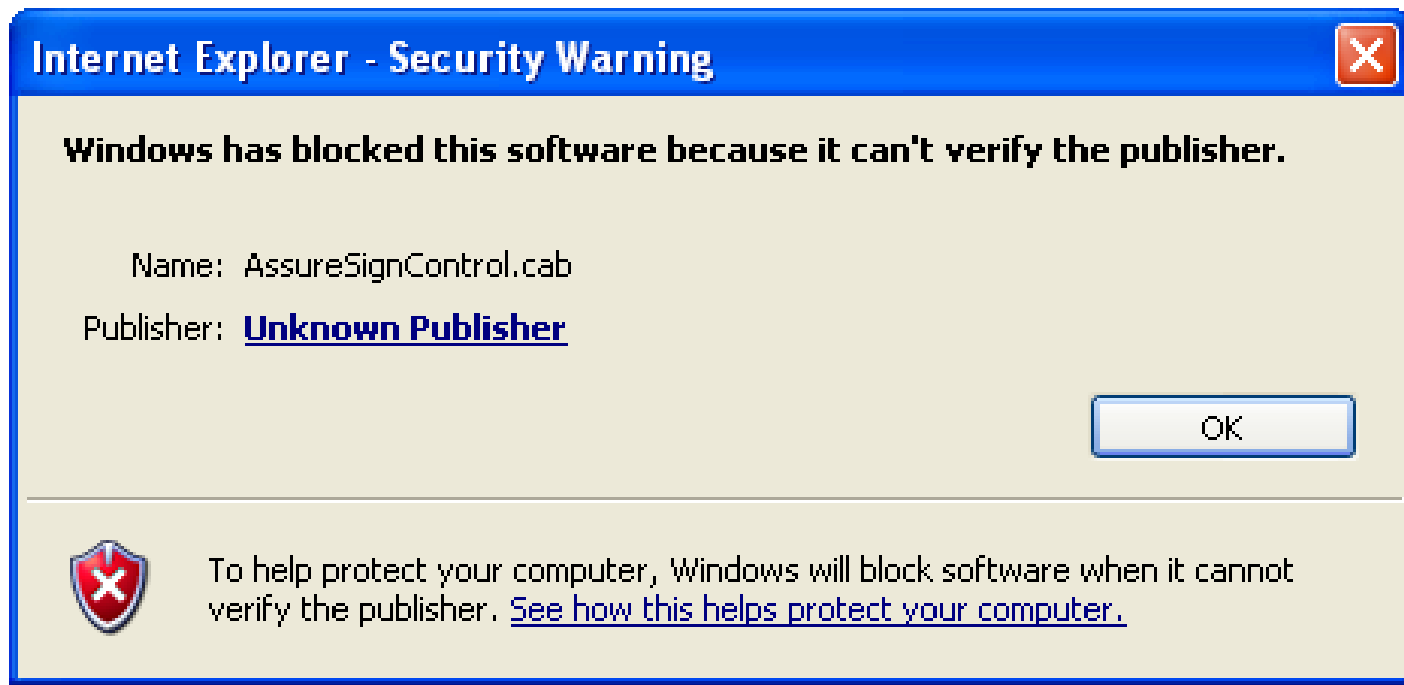 Internet Explorer - Security Warning
Windows has blocked this software because it can't verify the publisher.
Name: AssureSignControl.cab
Publisher: Unknown Publisher
OK
To help protect your computer, Windows will block software when it cannot
verify the publisher. See how this helps protect your computer.